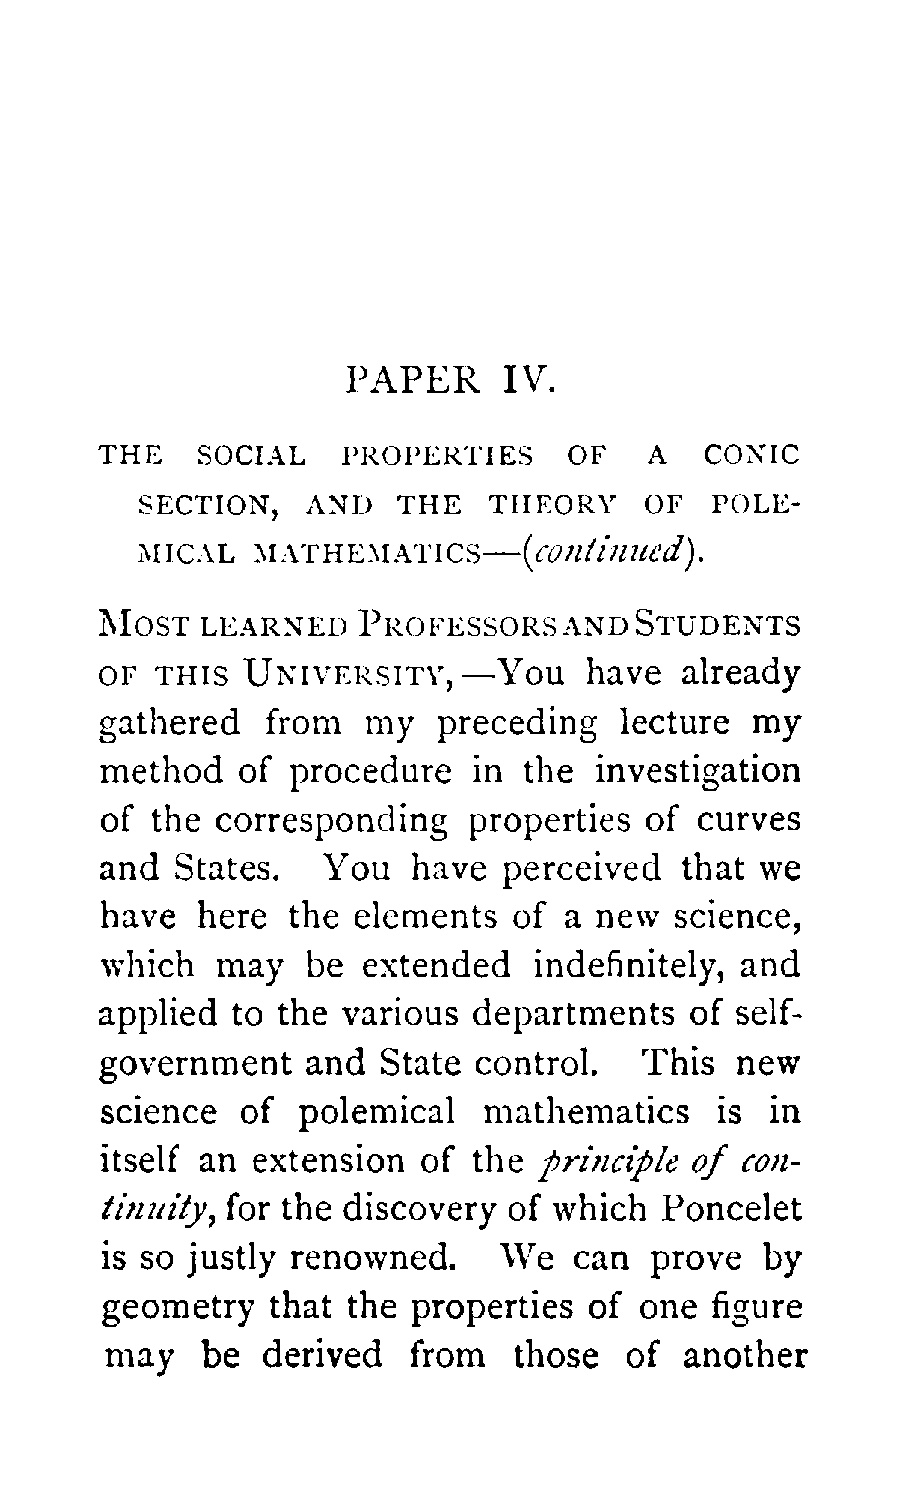 PAPER IV.
THE SOCIAL PROPERTIES OF A CONIC
SECTION, AND THE THEORY OF POLE-
MICAL MATHEMATICS—(continued).
MOST LEARNED PROFESSORS AND STUDENTS
OF THIS UNIVERSITY,—You have already
gathered from my preceding lecture my
method of procedure in the investigation
of the corresponding properties of curves
and States. You have perceived that we
have here the elements of a new science,
which may be extended indefinitely, and
applied to the various departments of self-
government and State control. This new
science of polemical mathematics is in
itself an extension of the principle of con-
tinuity, for the discovery of which Poncelet
is so justly renowned. We can prove by
geometry that the properties of one figure
may be derived from those of another